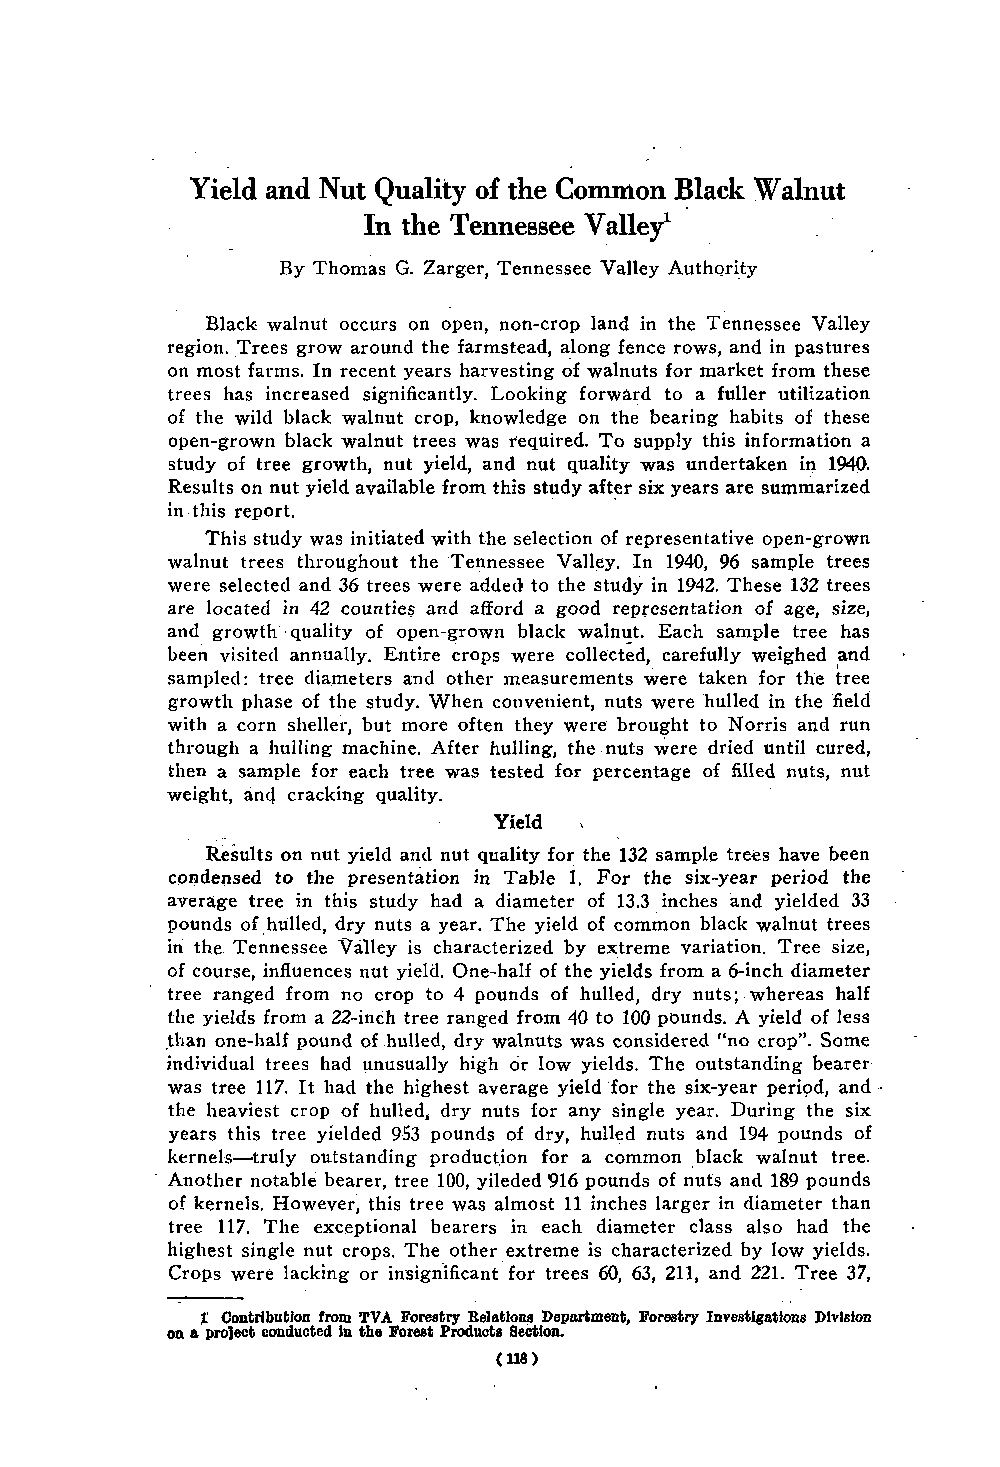 Yield and Nut Quality of the Common Black Walnut
In the Tennessee Valley¹
By Thomas G. Zarger, Tennessee Valley Authority
Black walnut occurs on open, non-crop land in the Tennessee Valley
region. Trees grow around the farmstead, along fence rows, and in pastures
on most farms. In recent years harvesting of walnuts for market from these
trees has increased significantly. Looking forward to a fuller utilization
of the wild black walnut crop, knowledge on the bearing habits of these
open-grown black walnut trees was required. To supply this information a
study of tree growth, nut yield, and nut quality was undertaken in 1940.
Results on nut yield available from this study after six years are summarized
in this report.
This study was initiated with the selection of representative open-grown
walnut trees throughout the Tennessee Valley. In 1940, 96 sample trees
were selected and 36 trees were added to the study in 1942. These 132 trees
are located in 42 counties and afford a good representation of age, size,
and growth quality of open-grown black walnut. Each sample tree has
been visited annually. Entire crops were collected, carefully weighed and
sampled: tree diameters and other measurements were taken for the tree
growth phase of the study. When convenient, nuts were hulled in the field
with a corn sheller, but more often they were brought to Norris and run
through a hulling machine. After hulling, the nuts were dried until cured,
then a sample for each tree was tested for percentage of filled nuts, nut
weight, and cracking quality.
Yield
Results on nut yield and nut quality for the 132 sample trees have been
condensed to the presentation in Table 1. For the six-year period the
average tree in this study had a diameter of 13.3 inches and yielded 33
pounds of hulled, dry nuts a year. The yield of common black walnut trees
in the Tennessee Valley is characterized by extreme variation. Tree size,
of course, influences nut yield. One-half of the yields from a 6-inch diameter
tree ranged from no crop to 4 pounds of hulled, dry nuts; whereas half
the yields from a 22-inch tree ranged from 40 to 100 pounds. A yield of less
than one-half pound of hulled, dry walnuts was considered "no crop". Some
individual trees had unusually high or low yields. The outstanding bearer
was tree 117. It had the highest average yield for the six-year period, and
the heaviest crop of hulled, dry nuts for any single year. During the six
years this tree yielded 953 pounds of dry, hulled nuts and 194 pounds of
kernels—truly outstanding production for a common black walnut tree.
Another notable bearer, tree 100, yileded 916 pounds of nuts and 189 pounds
of kernels. However, this tree was almost 11 inches larger in diameter than
tree 117. The exceptional bearers in each diameter class also had the
highest single nut crops. The other extreme is characterized by low yields.
Crops were lacking or insignificant for trees 60, 63, 211, and 221. Tree 37,
1 Contribution from TVA Forestry Relations Department, Forestry Investigations Division
on a project conducted in the Forest Products Section.
(118)